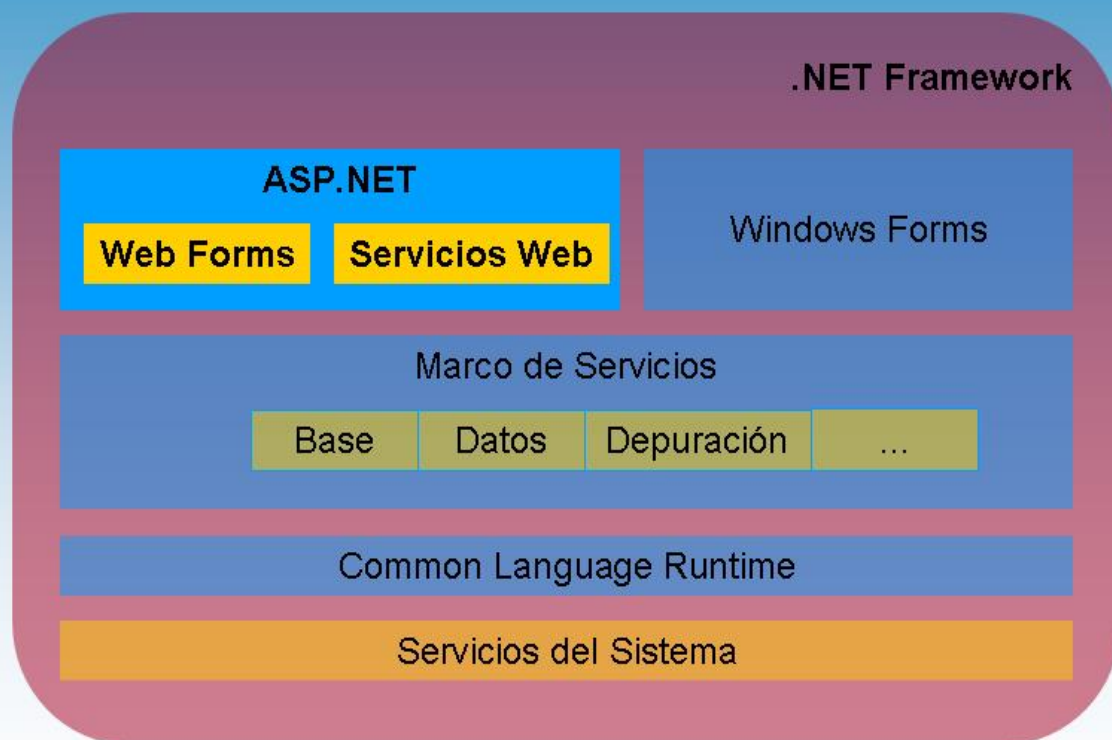 .NET Framework
ASP.NET
Web Forms
Servicios Web
Windows Forms
Marco de Servicios
Base
Datos
Depuración
...
Common Language Runtime
Servicios del Sistema